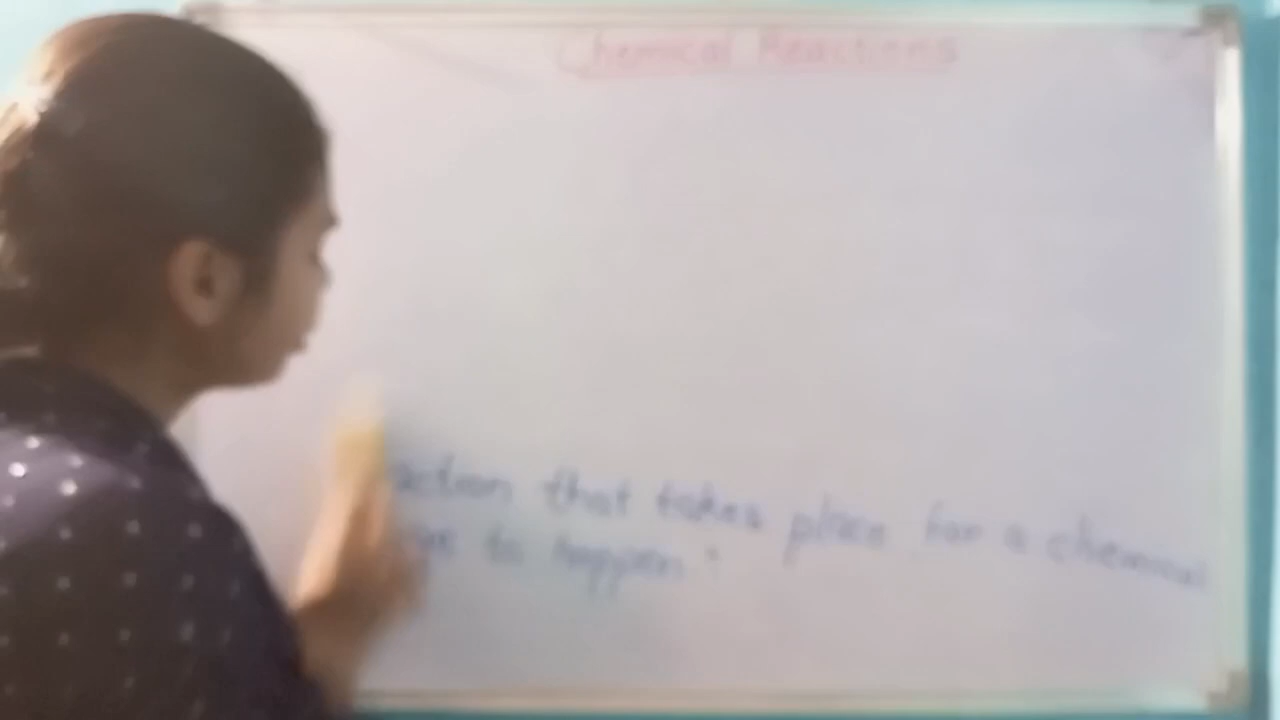 Chemical Reactions
action that takes place for a chemical
to happen."